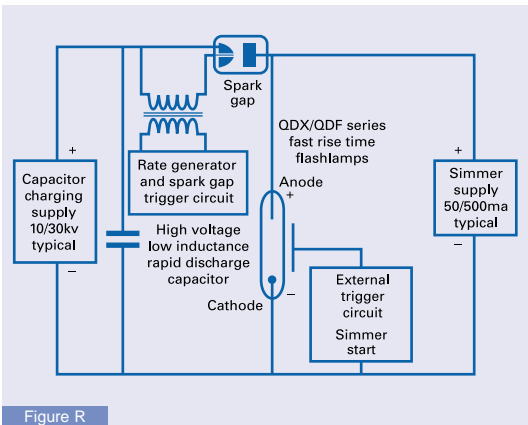 Spark
gap
QDX/QDF series
fast rise time
flashlamps
+
Capacitor
charging
supply
10/30kv
typical
–
Rate generator
and spark gap
trigger circuit
High voltage
low inductance
rapid discharge
capacitor
Anode
+
Cathode
–
External
trigger
circuit
Simmer
start
+
Simmer
supply
50/500ma
typical
–
Figure R